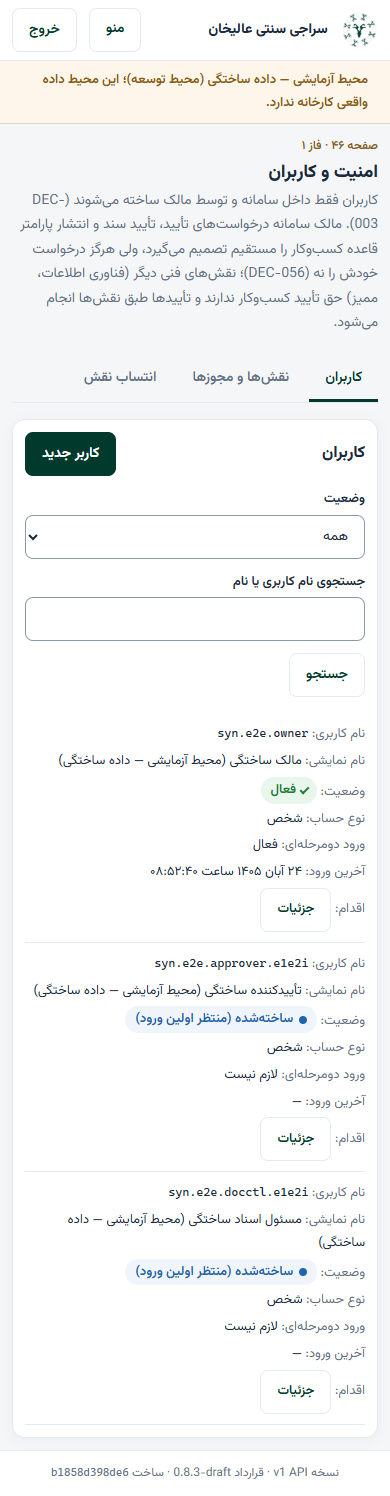 سراجی سنتی عالیخان
منو
خروج
محیط آزمایشی — داده ساختگی (محیط توسعه)؛ این محیط داده
واقعی کارخانه ندارد.
صفحه ۴۶ · فاز ۱
امنیت و کاربران
کاربران فقط داخل سامانه و توسط مالک ساخته می‌شوند (DEC-
003). مالک سامانه درخواست‌های تأیید، تأیید سند و انتشار پارامتر
قاعده کسب‌وکار را مستقیم تصمیم می‌گیرد، ولی هرگز درخواست
خودش را نه (DEC-056)؛ نقش‌های فنی دیگر (فناوری اطلاعات،
ممیز) حق تأیید کسب‌وکار ندارند و تأییدها طبق نقش‌ها انجام
می‌شود.
کاربران
نقش‌ها و مجوزها
انتساب نقش
کاربران
کاربر جدید
وضعیت
همه
جستجوی نام کاربری یا نام
جستجو
نام کاربری: syn.e2e.owner
نام نمایشی: مالک ساختگی (محیط آزمایشی — داده ساختگی)
وضعیت: ✓ فعال
نوع حساب: شخص
ورود دومرحله‌ای: فعال
آخرین ورود: ۲۴ آبان ۱۴۰۵ ساعت ۰۸:۵۲:۴۰
اقدام: جزئیات
نام کاربری: syn.e2e.approver.e1e2i
نام نمایشی: تأییدکننده ساختگی (محیط آزمایشی — داده ساختگی)
وضعیت: ● ساخته‌شده (منتظر اولین ورود)
نوع حساب: شخص
ورود دومرحله‌ای: لازم نیست
آخرین ورود: —
اقدام: جزئیات
نام کاربری: syn.e2e.docctl.e1e2i
نام نمایشی: مسئول اسناد ساختگی (محیط آزمایشی — داده
ساختگی)
وضعیت: ● ساخته‌شده (منتظر اولین ورود)
نوع حساب: شخص
ورود دومرحله‌ای: لازم نیست
آخرین ورود: —
اقدام: جزئیات
نسخه API v1 · قرارداد 0.8.3-draft · ساخت b1858d398de6